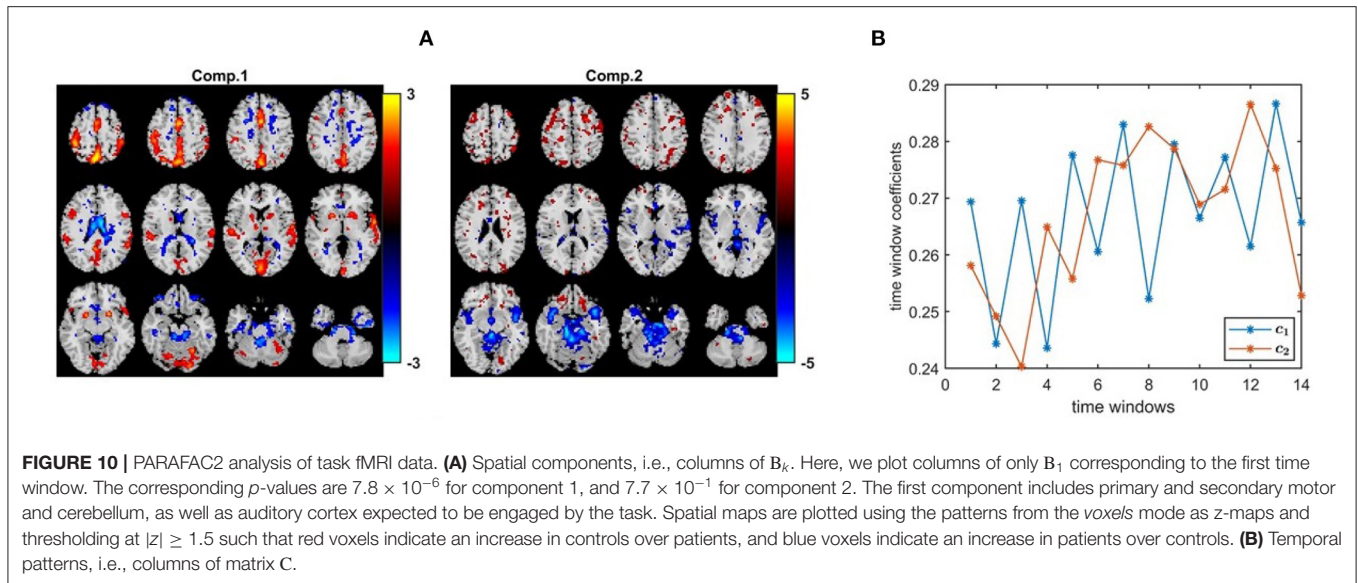 A
B
Comp.1
3
-3
Comp.2
5
-5
0.29
0.28
0.27
0.26
0.25
0.24
time window coefficients
0 2 4 6 8 10 12 14
time windows
c₁
c₂
FIGURE 10 | PARAFAC2 analysis of task fMRI data. (A) Spatial components, i.e., columns of Bₖ. Here, we plot columns of only B₁ corresponding to the first time
window. The corresponding p-values are 7.8 × 10⁻⁶ for component 1, and 7.7 × 10⁻¹ for component 2. The first component includes primary and secondary motor
and cerebellum, as well as auditory cortex expected to be engaged by the task. Spatial maps are plotted using the patterns from the voxels mode as z-maps and
thresholding at |z| ≥ 1.5 such that red voxels indicate an increase in controls over patients, and blue voxels indicate an increase in patients over controls. (B) Temporal
patterns, i.e., columns of matrix C.